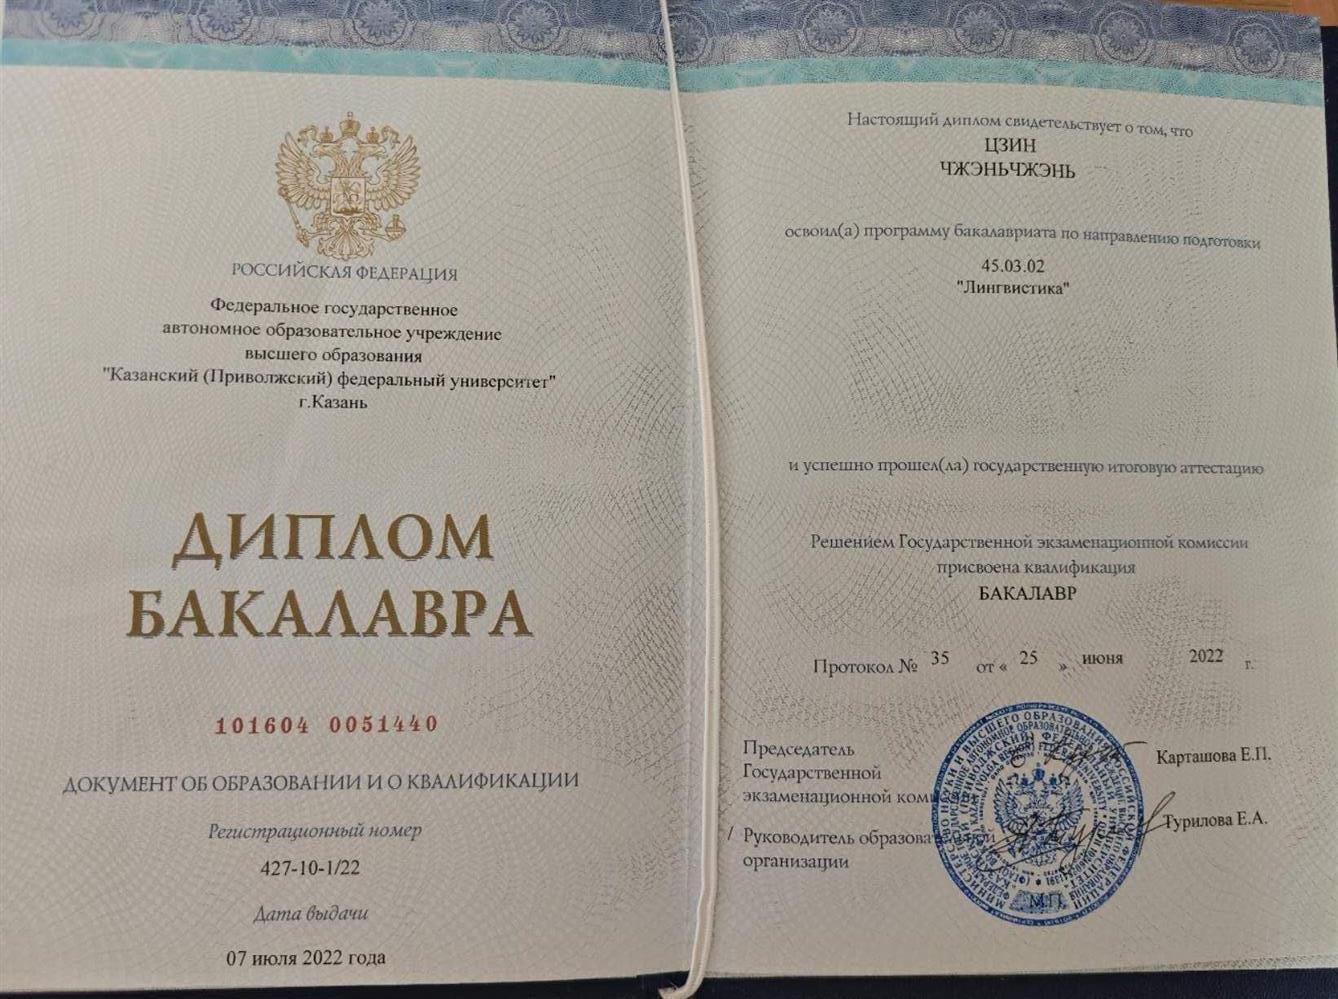 РОССИЙСКАЯ ФЕДЕРАЦИЯ
Федеральное государственное
автономное образовательное учреждение
высшего образования
"Казанский (Приволжский) федеральный университет"
г.Казань
ДИПЛОМ
БАКАЛАВРА
101604 0051440
ДОКУМЕНТ ОБ ОБРАЗОВАНИИ И О КВАЛИФИКАЦИИ
Регистрационный номер
427-10-1/22
Дата выдачи
07 июля 2022 года
Настоящий диплом свидетельствует о том, что
ЦЗИН
ЧЖЭНЬЧЖЭНЬ
освоил(а) программу бакалавриата по направлению подготовки
45.03.02
"Лингвистика"
и успешно прошел(ла) государственную итоговую аттестацию
Решением Государственной экзаменационной комиссии
присвоена квалификация
БАКАЛАВР
Протокол № 35 от « 25 » июня 2022 г.
Председатель
Государственной
экзаменационной комиссии
Карташова Е.П.
/ Руководитель образовательной
организации
Турилова Е.А.
М.П.